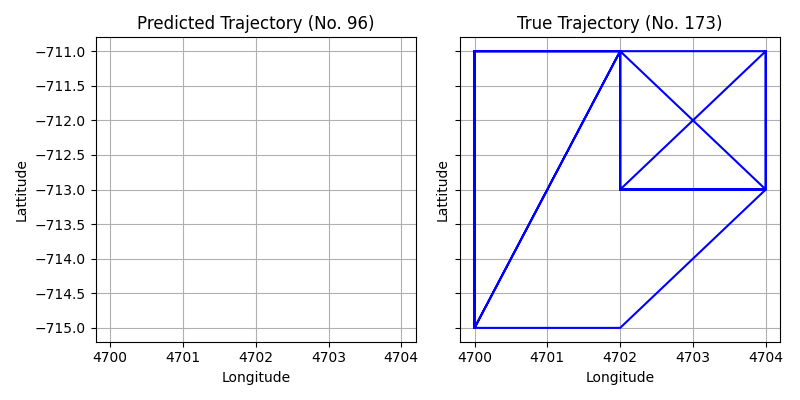 Predicted Trajectory (No. 96)
−711.0
−711.5
−712.0
−712.5
−713.0
−713.5
−714.0
−714.5
−715.0
Lattitude
4700 4701 4702 4703 4704
Longitude
True Trajectory (No. 173)
Lattitude
4700 4701 4702 4703 4704
Longitude